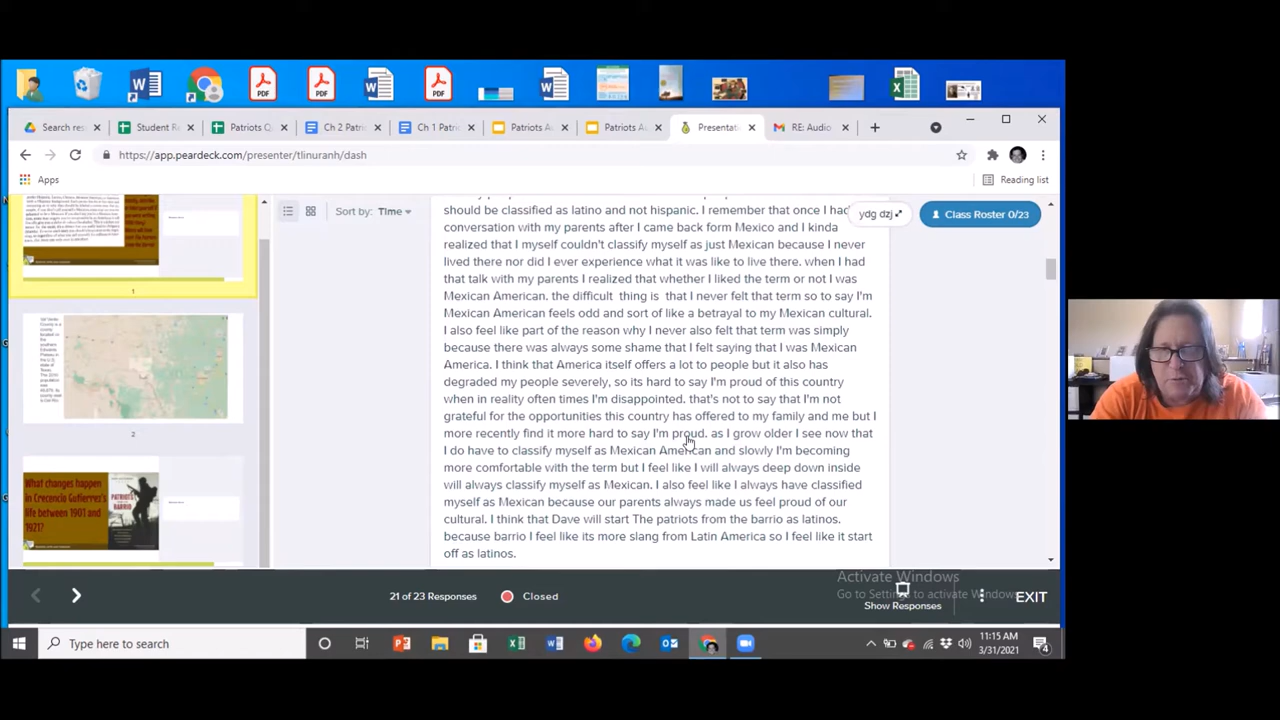 PDF
PDF
PDF
Search res
Student R
Patriots Q
Ch 2 Patri
Ch 1 Patri
Patriots A
Patriots A
Presentati
RE: Audio
https://app.peardeck.com/presenter/tlinuranh/dash
Apps
Reading list
Sort by: Time
ydg dzj
Class Roster 0/23
should be classified as latino and not hispanic. I remember that
conversation with my parents after I came back form Mexico and I kinda
realized that I myself couldn't classify myself as just Mexican because I never
lived there nor did I ever experience what it was like to live there. when I had
that talk with my parents I realized that whether I liked the term or not I was
Mexican American. the difficult thing is that I never felt that term so to say I'm
Mexican American feels odd and sort of like a betrayal to my Mexican cultural.
I also feel like part of the reason why I never also felt that term was simply
because there was always some shame that I felt saying that I was Mexican
America. I think that America itself offers a lot to people but it also has
degraded my people severely, so its hard to say I'm proud of this country
when in reality often times I'm disappointed. that's not to say that I'm not
grateful for the opportunities this country has offered to my family and me but I
more recently find it more hard to say I'm proud. as I grow older I see now that
I do have to classify myself as Mexican American and slowly I'm becoming
more comfortable with the term but I feel like I will always deep down inside
will always classify myself as Mexican. I also feel like I always have classified
myself as Mexican because our parents always made us feel proud of our
cultural. I think that Dave will start The patriots from the barrio as latinos.
because barrio I feel like its more slang from Latin America so I feel like it start
off as latinos.
1
2
What changes happen
in Crecencio Gutierrez's
life between 1901 and
1921?
PATRIOTS
BARRIO
21 of 23 Responses
Closed
Show Responses
EXIT
Activate Windows
Go to Settings to activate Windows.
Type here to search
11:15 AM
3/31/2021
4